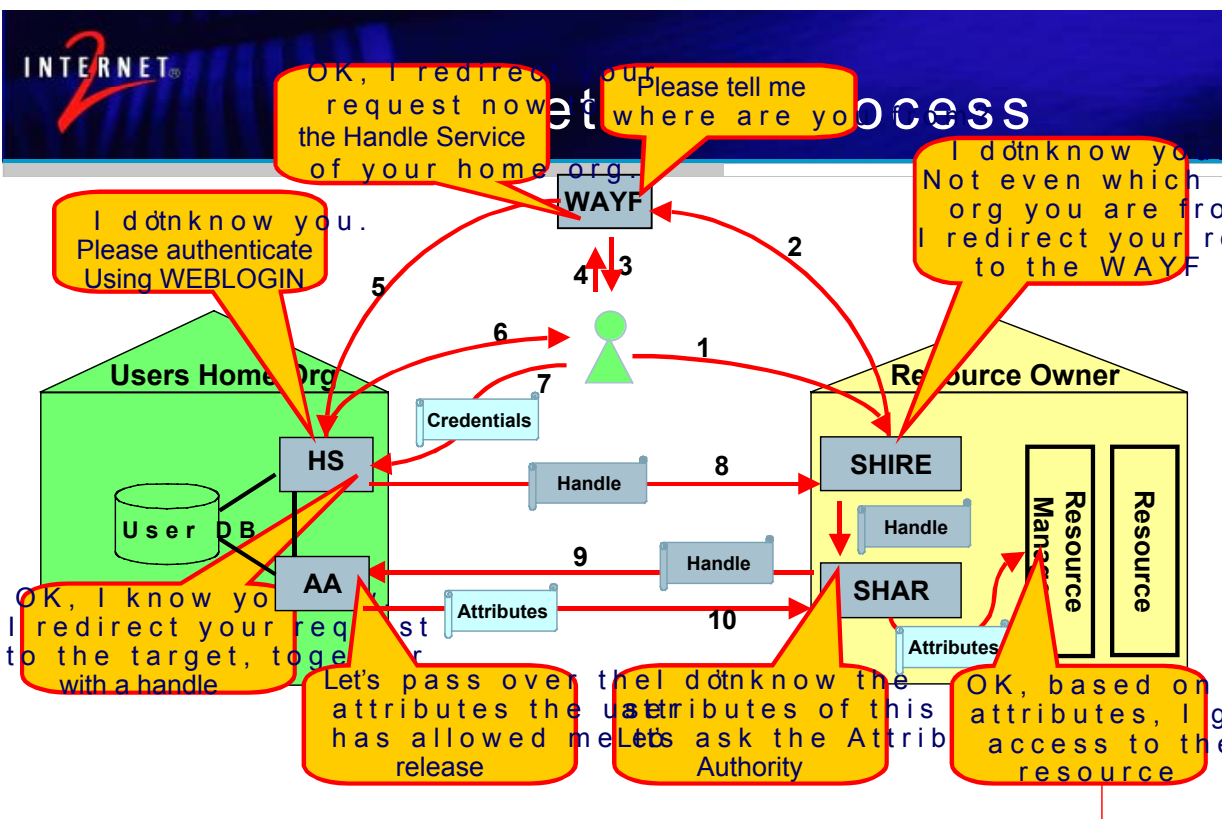 INTERNET®
2
ocess
OK, I redirect your
request now
the Handle Service
of your home org.
Please tell me
where are you from?
I don't know you.
Not even which
org you are
I redirect your
to the WAYF
I don't know you.
Please authenticate
Using WEBLOGIN
WAYF
2
3
4
5
6
1
7
Users Home Org
Resource Owner
Credentials
HS
8
SHIRE
Handle
User DB
Handle
Resource
Resource
9
Handle
AA
SHAR
Attributes
10
Attributes
OK, I know you
I redirect your request
to the target, together
with a handle
Let's pass over the
attributes the user
has allowed me to
release
I don't know the
attributes of this
Let's ask the
Authority
OK, based on
attributes, I
access to the
resource